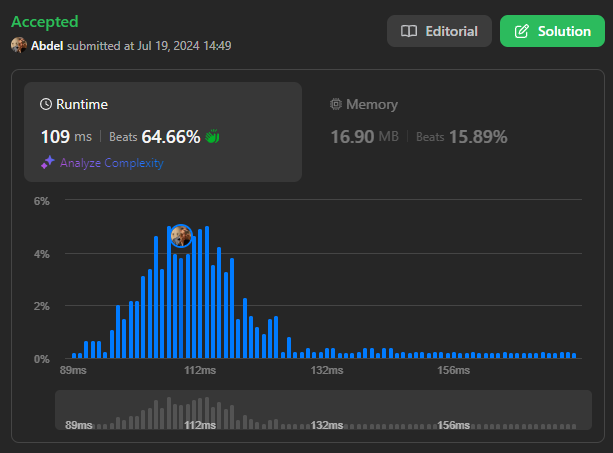 Accepted
Editorial
Solution
Abdel submitted at Jul 19, 2024 14:49
Runtime
Memory
109 ms | Beats 64.66%
16.90 MB | Beats 15.89%
Analyze Complexity
6%
4%
2%
0%
89ms 112ms 132ms 156ms
89ms 112ms 132ms 156ms